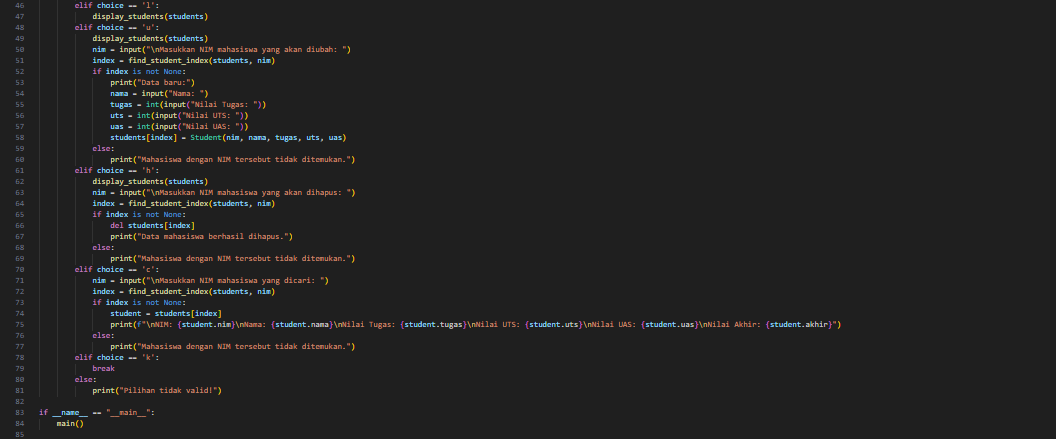 46 elif choice == 'l':
47 display_students(students)
48 elif choice == 'u':
49 display_students(students)
50 nim = input("\nMasukkan NIM mahasiswa yang akan diubah: ")
51 index = find_student_index(students, nim)
52 if index is not None:
53 print("Data baru:")
54 nama = input("Nama: ")
55 tugas = int(input("Nilai Tugas: "))
56 uts = int(input("Nilai UTS: "))
57 uas = int(input("Nilai UAS: "))
58 students[index] = Student(nim, nama, tugas, uts, uas)
59 else:
60 print("Mahasiswa dengan NIM tersebut tidak ditemukan.")
61 elif choice == 'h':
62 display_students(students)
63 nim = input("\nMasukkan NIM mahasiswa yang akan dihapus: ")
64 index = find_student_index(students, nim)
65 if index is not None:
66 del students[index]
67 print("Data mahasiswa berhasil dihapus.")
68 else:
69 print("Mahasiswa dengan NIM tersebut tidak ditemukan.")
70 elif choice == 'c':
71 nim = input("\nMasukkan NIM mahasiswa yang dicari: ")
72 index = find_student_index(students, nim)
73 if index is not None:
74 student = students[index]
75 print(f"\nNIM: {student.nim}\nNama: {student.nama}\nNilai Tugas: {student.tugas}\nNilai UTS: {student.uts}\nNilai UAS: {student.uas}\nNilai Akhir: {student.akhir}")
76 else:
77 print("Mahasiswa dengan NIM tersebut tidak ditemukan.")
78 elif choice == 'k':
79 break
80 else:
81 print("Pilihan tidak valid!")
82
83 if __name__ == "__main__":
84 main()
85